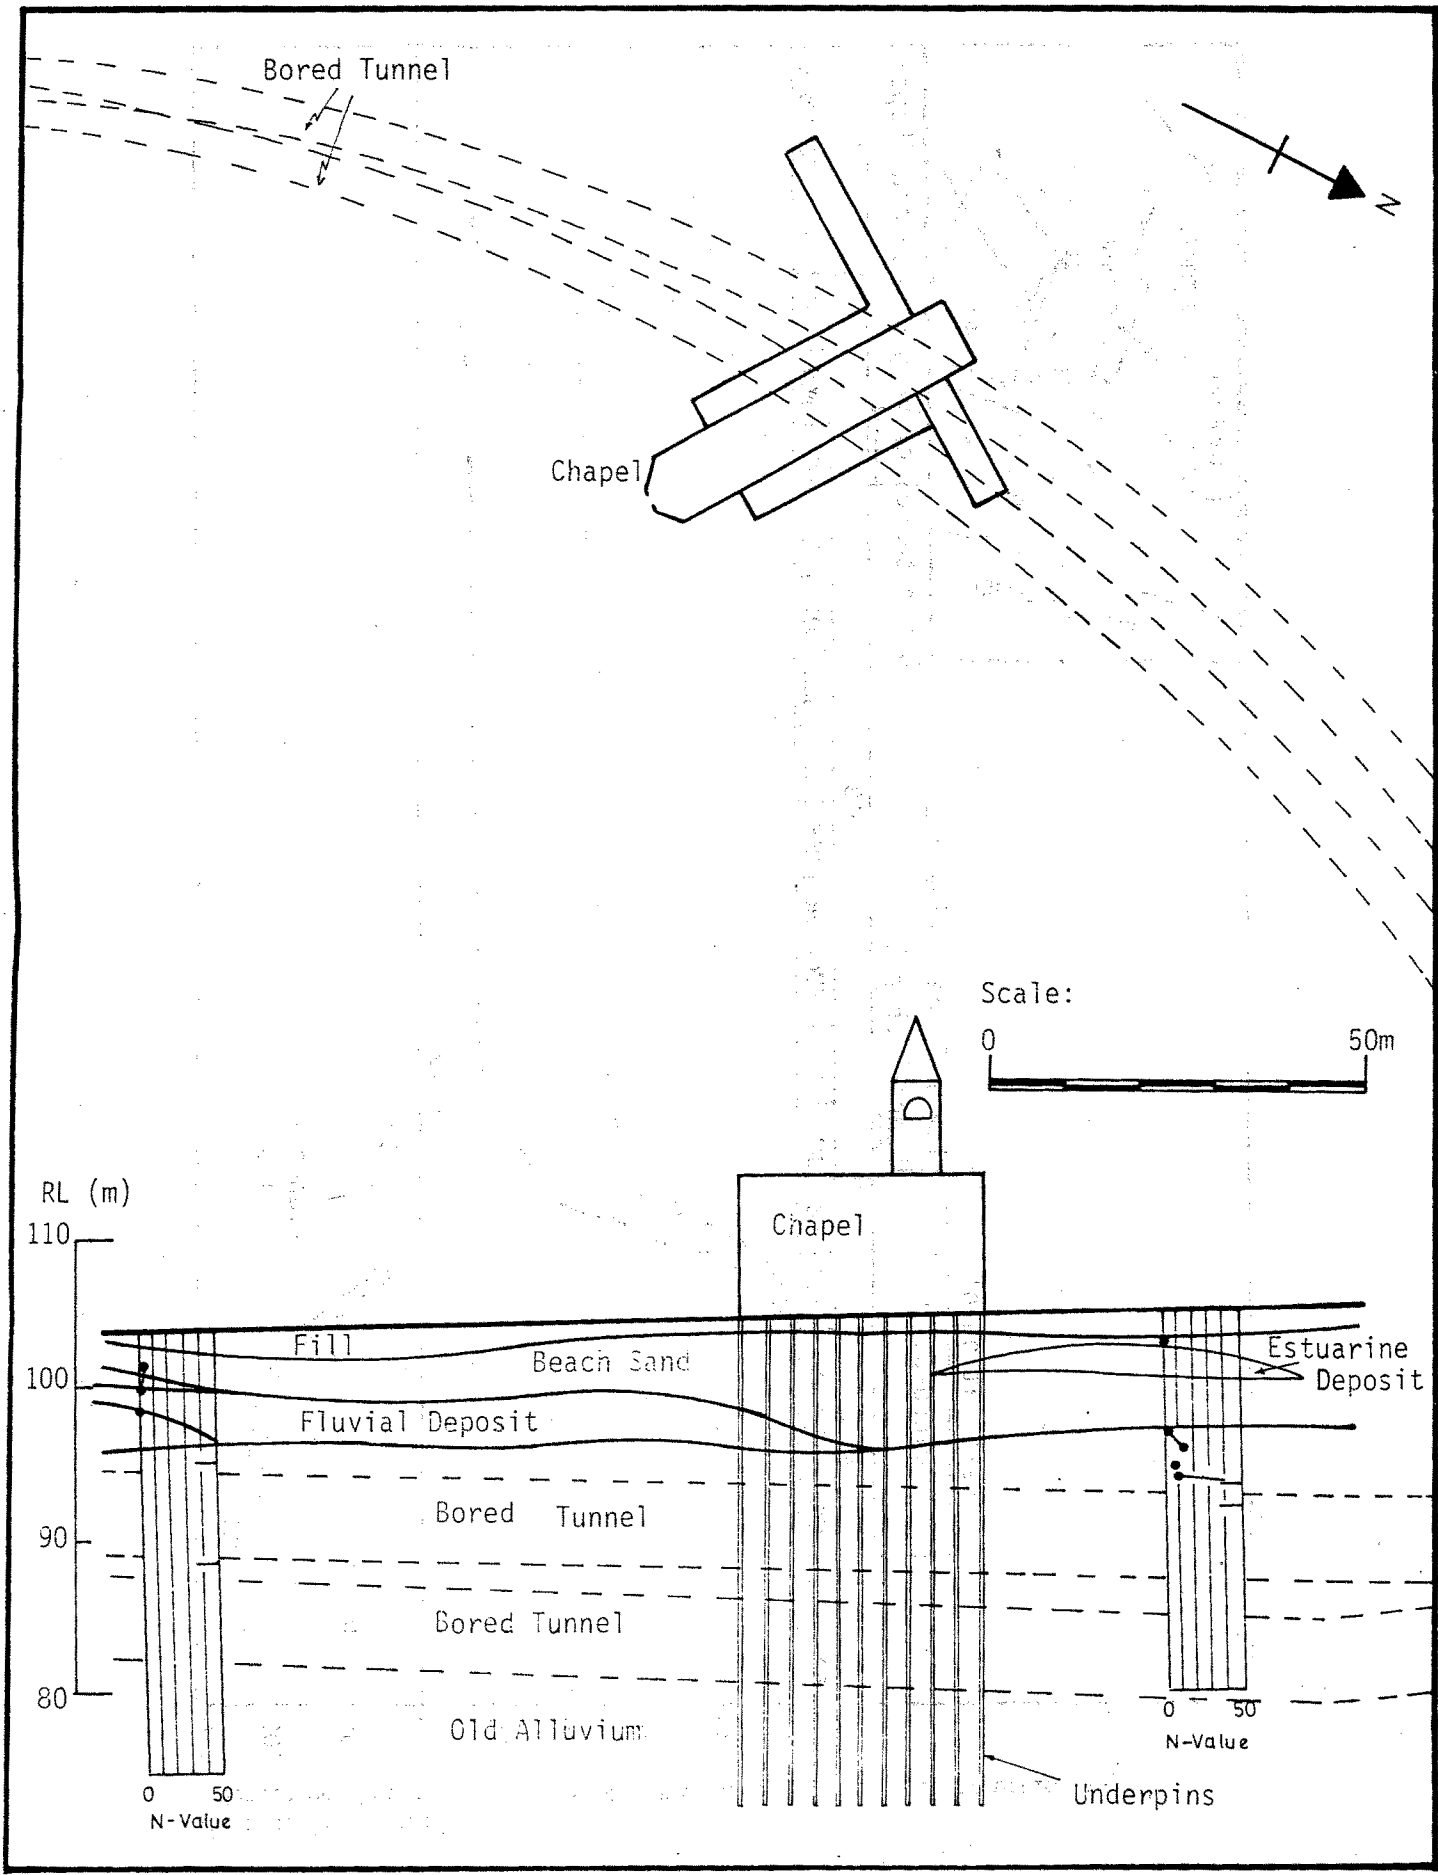 Bored Tunnel
N
Chapel
Scale:
0 50m
RL (m)
110
Chapel
Fill
Beach Sand
Estuarine
Deposit
100
Fluvial Deposit
Bored Tunnel
90
Bored Tunnel
80
Old Alluvium
0 50
N-Value
Underpins
0 50
N-Value